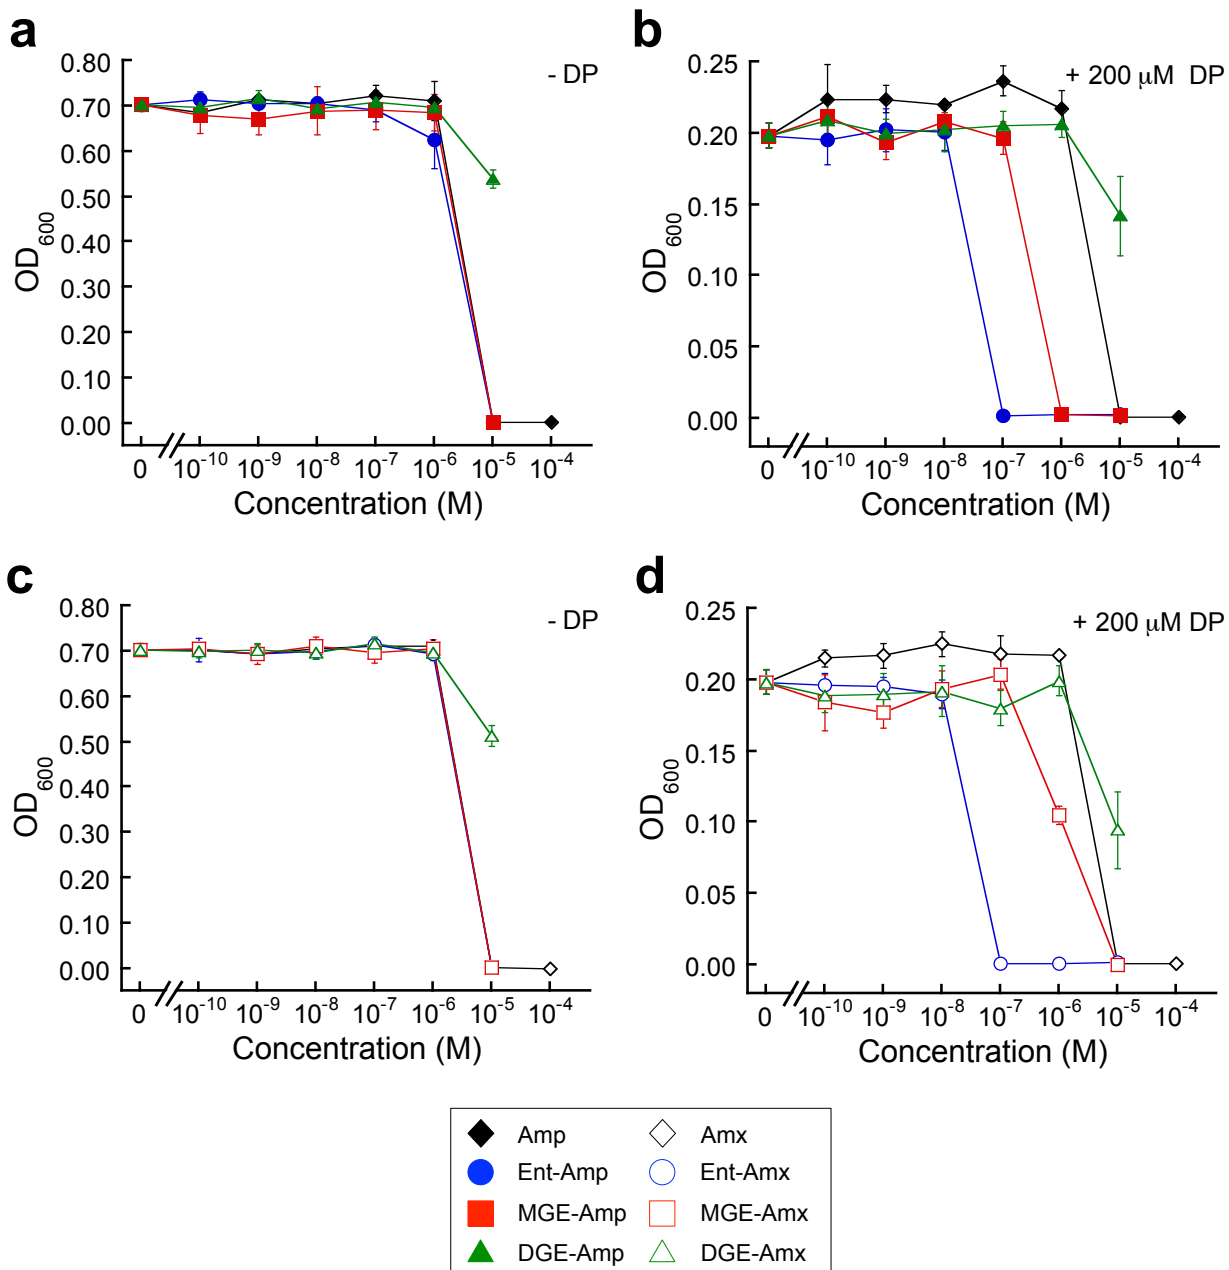 a
- DP
0.80
0.70
0.60
0.50
0.40
0.30
0.20
0.10
0.00
OD600
0 10-10 10-9 10-8 10-7 10-6 10-5 10-4
Concentration (M)
b
+ 200 µM DP
0.25
0.20
0.15
0.10
0.05
0.00
OD600
0 10-10 10-9 10-8 10-7 10-6 10-5 10-4
Concentration (M)
c
- DP
0.80
0.70
0.60
0.50
0.40
0.30
0.20
0.10
0.00
OD600
0 10-10 10-9 10-8 10-7 10-6 10-5 10-4
Concentration (M)
d
+ 200 µM DP
0.25
0.20
0.15
0.10
0.05
0.00
OD600
0 10-10 10-9 10-8 10-7 10-6 10-5 10-4
Concentration (M)
Amp Amx
Ent-Amp Ent-Amx
MGE-Amp MGE-Amx
DGE-Amp DGE-Amx